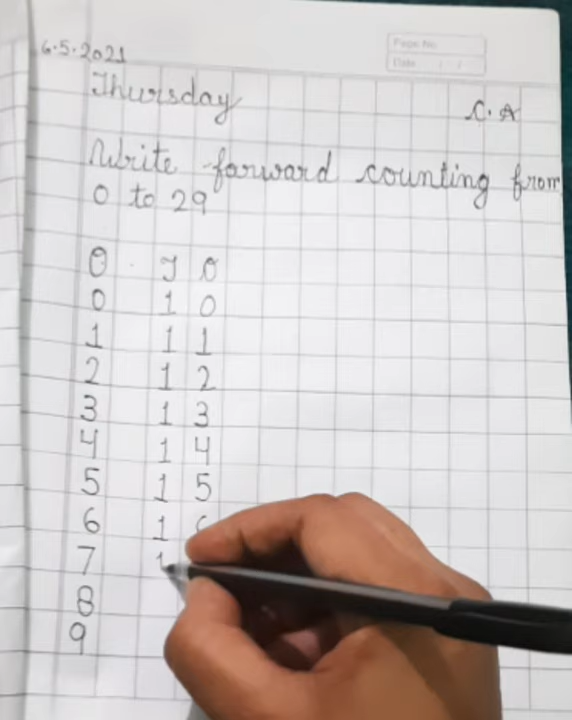 6.5.2021
Page No
Date / /
Thursday
C.A
Write forward counting from
0 to 29
0 T 0
0 1 0
1 1 1
2 1 2
3 1 3
4 1 4
5 1 5
6 1
7 1
8
9